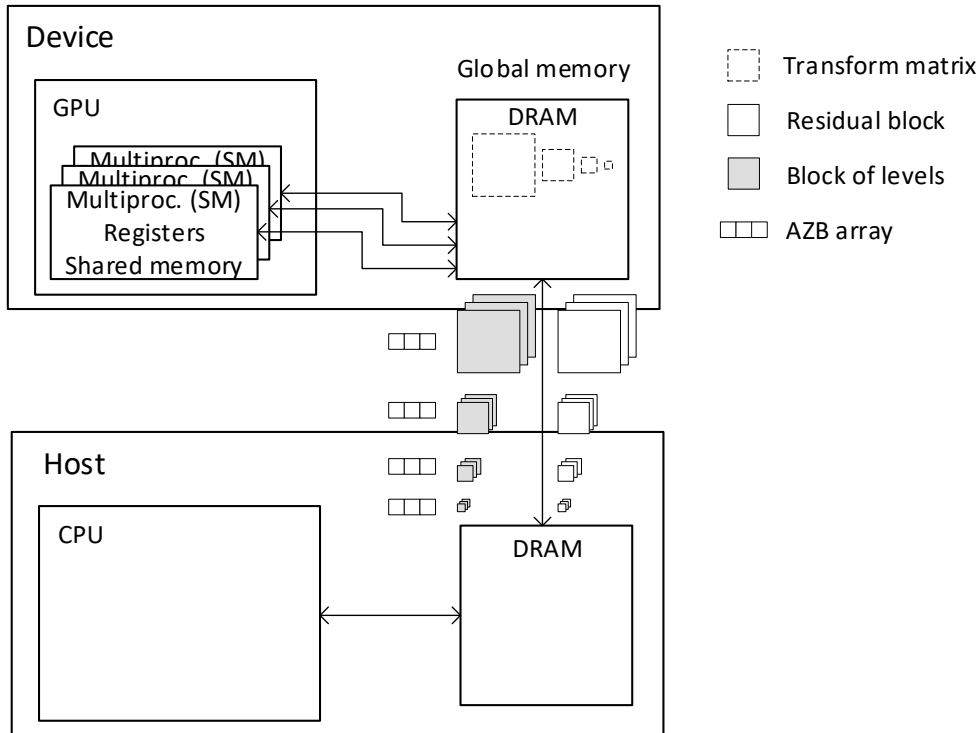 Device
GPU
Multiproc. (SM)
Multiproc. (SM)
Multiproc. (SM)
Registers
Shared memory
Global memory
DRAM
Transform matrix
Residual block
Block of levels
AZB array
Host
CPU
DRAM